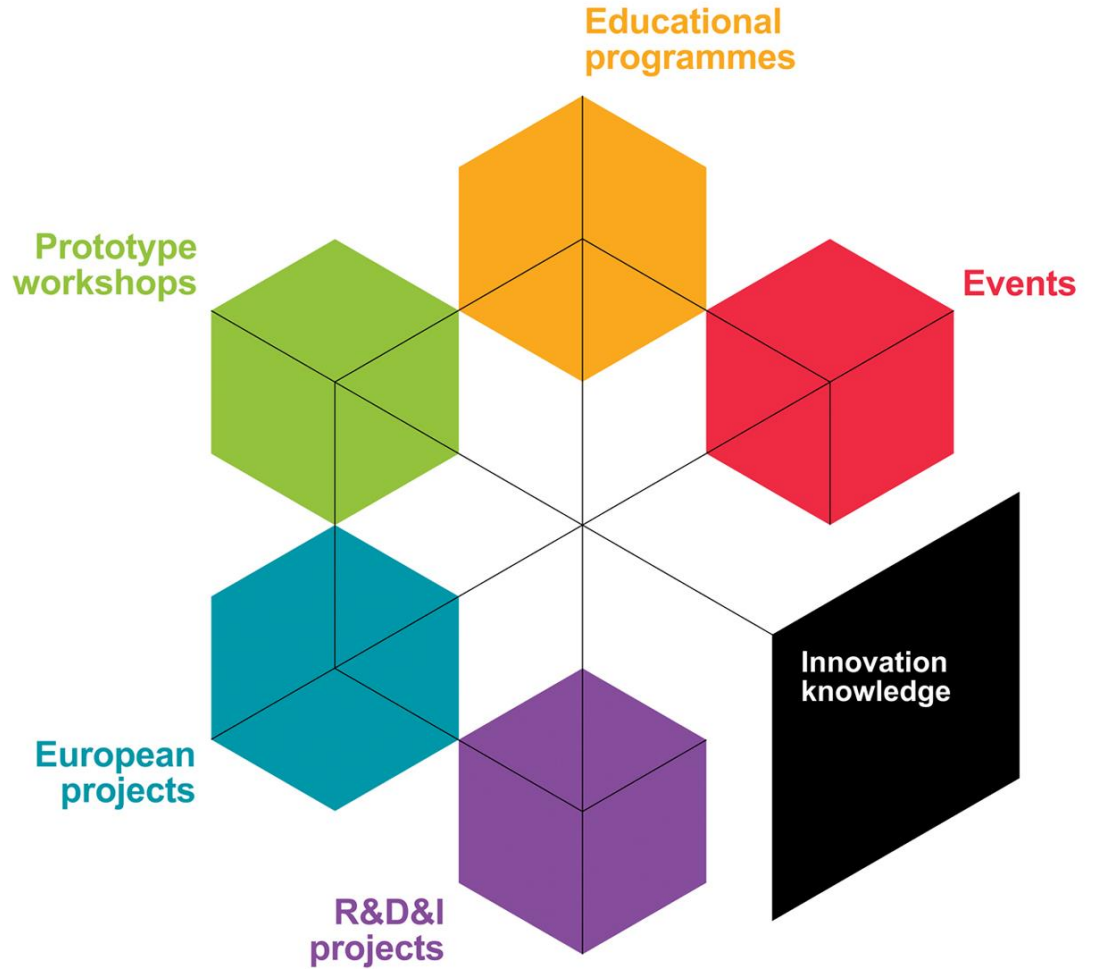 Educational
programmes
Prototype
workshops
Events
Innovation
knowledge
European
projects
R&D&I
projects